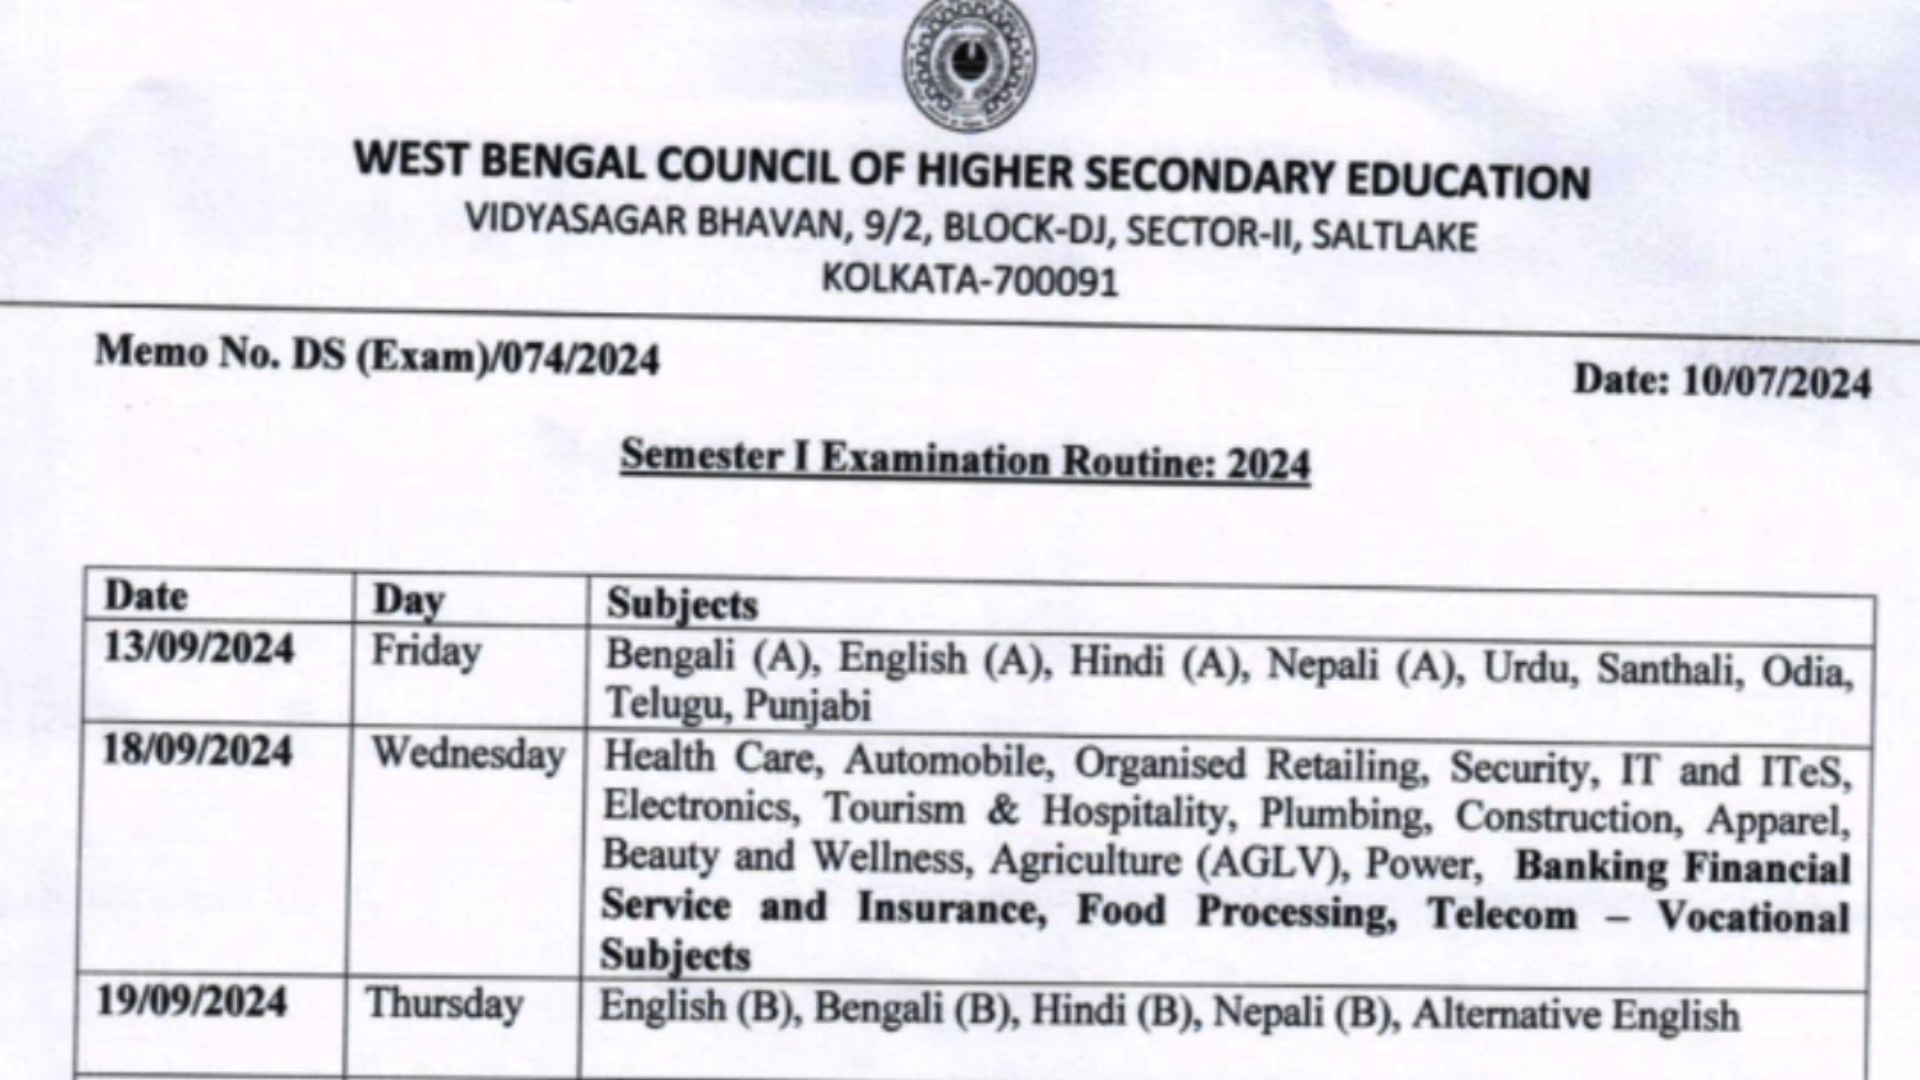 WEST BENGAL COUNCIL OF HIGHER SECONDARY EDUCATION
VIDYASAGAR BHAVAN, 9/2, BLOCK-DJ, SECTOR-II, SALTLAKE
KOLKATA-700091
Memo No. DS (Exam)/074/2024
Date: 10/07/2024
Semester I Examination Routine: 2024
Date Day Subjects
13/09/2024 Friday Bengali (A), English (A), Hindi (A), Nepali (A), Urdu, Santhali, Odia,
Telugu, Punjabi
18/09/2024 Wednesday Health Care, Automobile, Organised Retailing, Security, IT and ITeS,
Electronics, Tourism & Hospitality, Plumbing, Construction, Apparel,
Beauty and Wellness, Agriculture (AGLV), Power, Banking Financial
Service and Insurance, Food Processing, Telecom – Vocational
Subjects
19/09/2024 Thursday English (B), Bengali (B), Hindi (B), Nepali (B), Alternative English